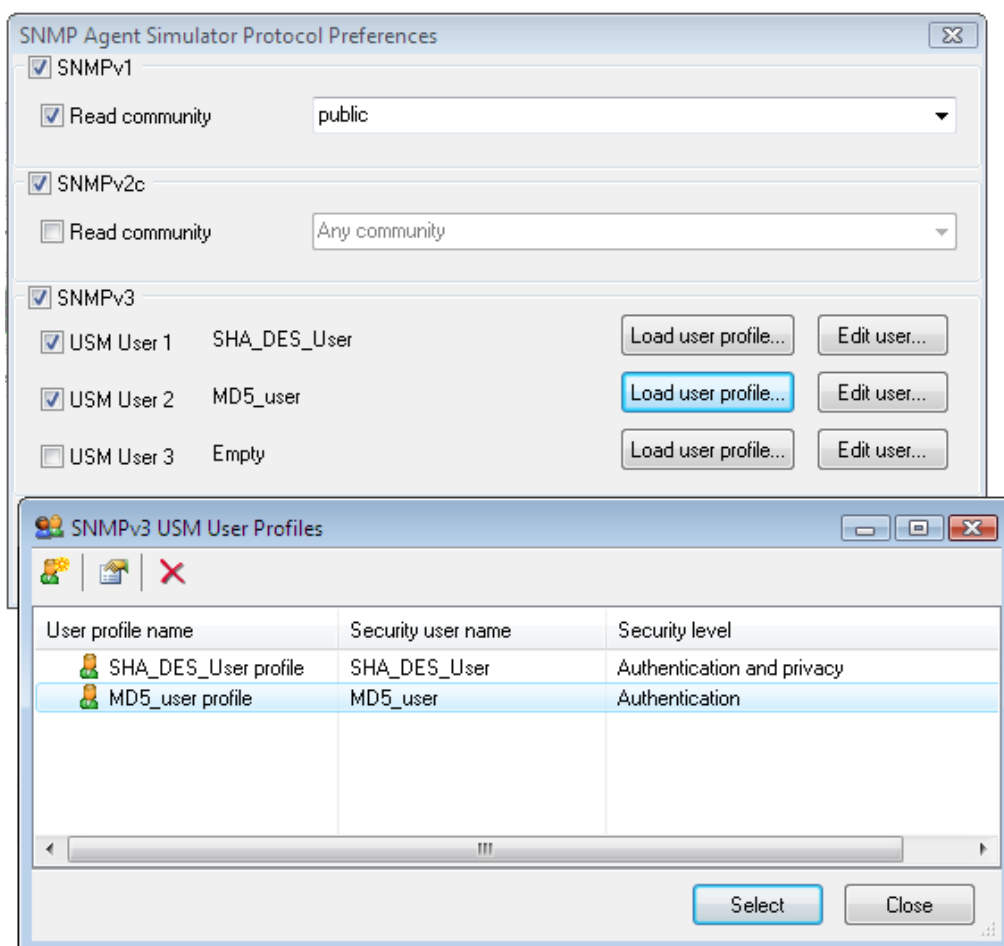 SNMP Agent Simulator Protocol Preferences
SNMPv1
Read community public
SNMPv2c
Read community Any community
SNMPv3
USM User 1 SHA_DES_User Load user profile... Edit user...
USM User 2 MD5_user Load user profile... Edit user...
USM User 3 Empty Load user profile... Edit user...
SNMPv3 USM User Profiles
User profile name Security user name Security level
SHA_DES_User profile SHA_DES_User Authentication and privacy
MD5_user profile MD5_user Authentication
Select Close